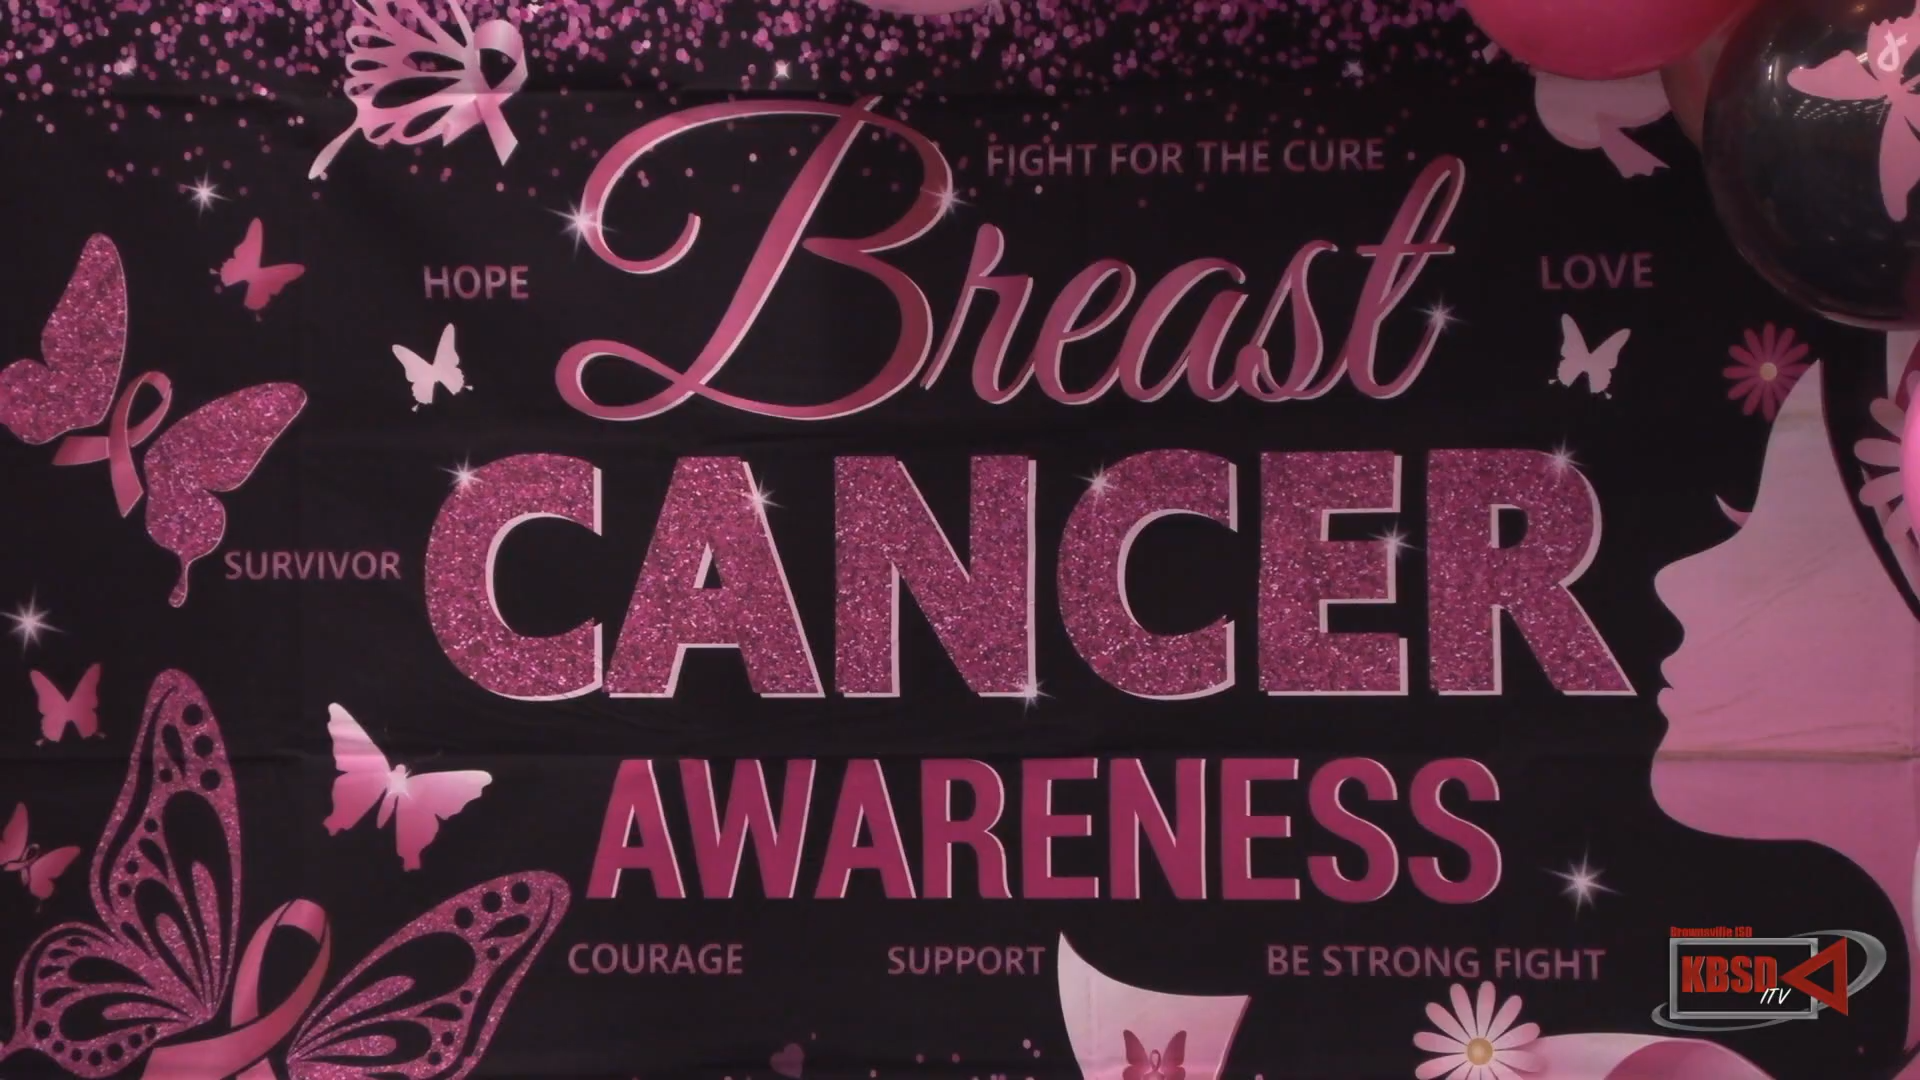 FIGHT FOR THE CURE
HOPE
Breast
LOVE
CANCER
SURVIVOR
AWARENESS
COURAGE
SUPPORT
BE STRONG FIGHT
Brownsville ISD
KBSD
ITV